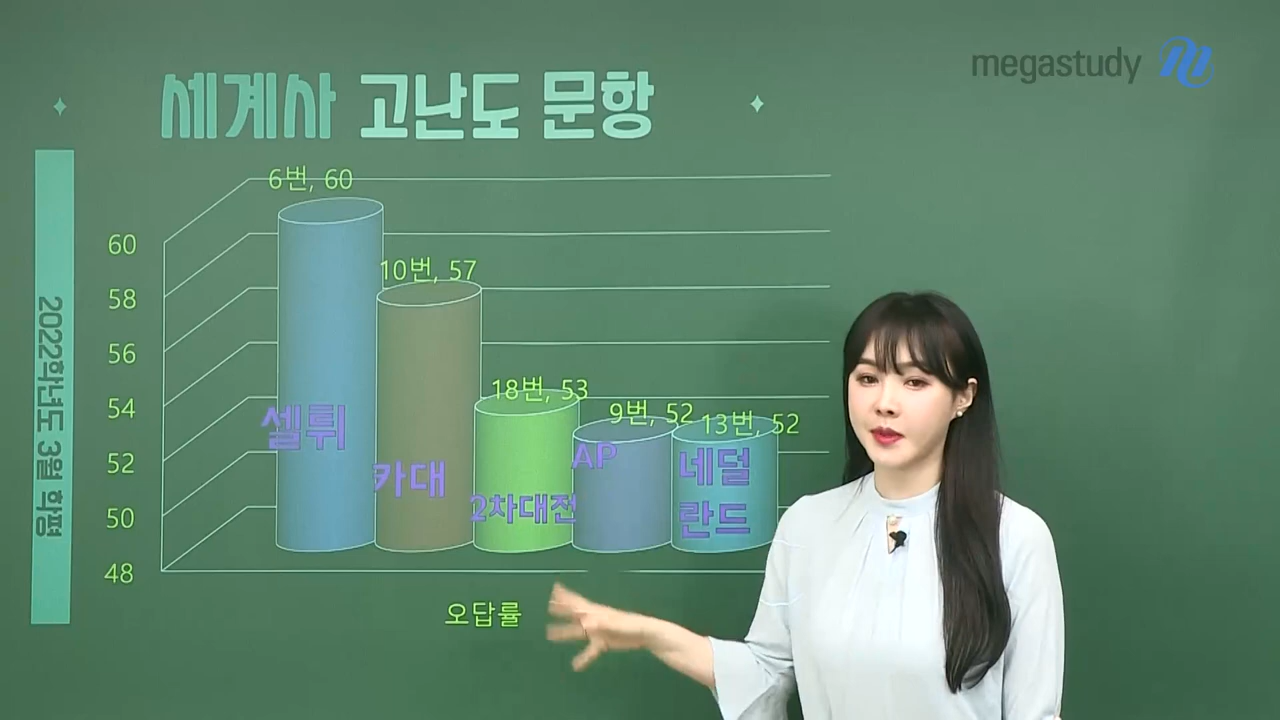 megastudy
세계사 고난도 문항
2022학년도 3월 학평
6번, 60
10번, 57
18번, 53
9번, 52
13번, 52
60
58
56
54
52
50
48
셀튀
카대
2차대전
AP
네덜
란드
오답률